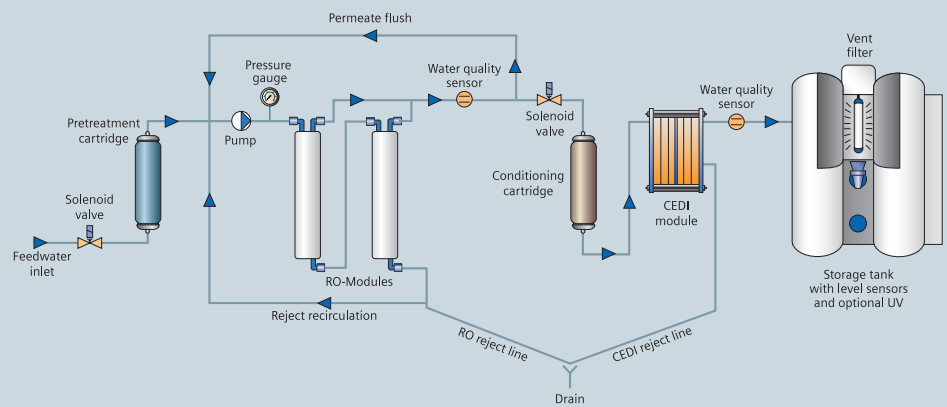 Permeate flush
Pressure
gauge
Water quality
sensor
Vent
filter
Pretreatment
cartridge
Pump
Solenoid
valve
Water quality
sensor
Conditioning
cartridge
Solenoid
valve
CEDI
module
Feedwater
inlet
RO-Modules
Storage tank
with level sensors
and optional UV
Reject recirculation
RO reject line
CEDI reject line
Drain